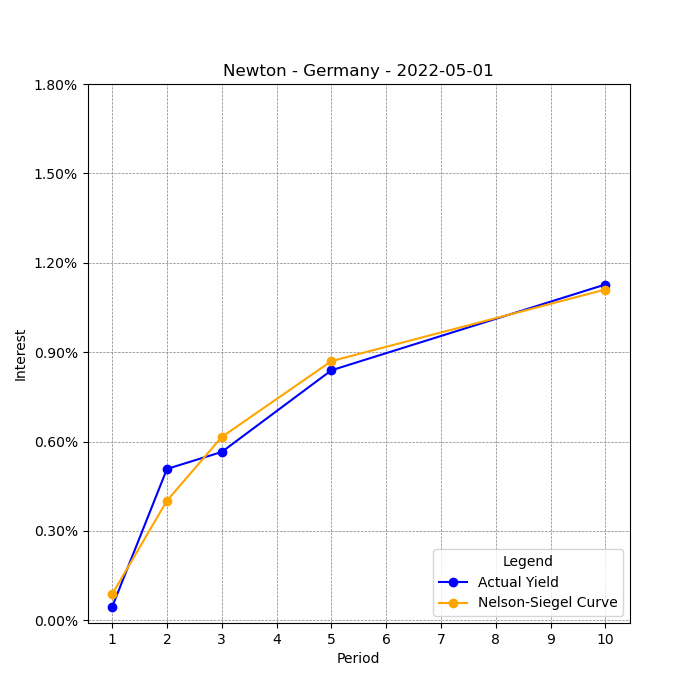 Newton - Germany - 2022-05-01
1.80%
1.50%
1.20%
0.90%
0.60%
0.30%
0.00%
Interest
1 2 3 4 5 6 7 8 9 10
Period
Legend
Actual Yield
Nelson-Siegel Curve